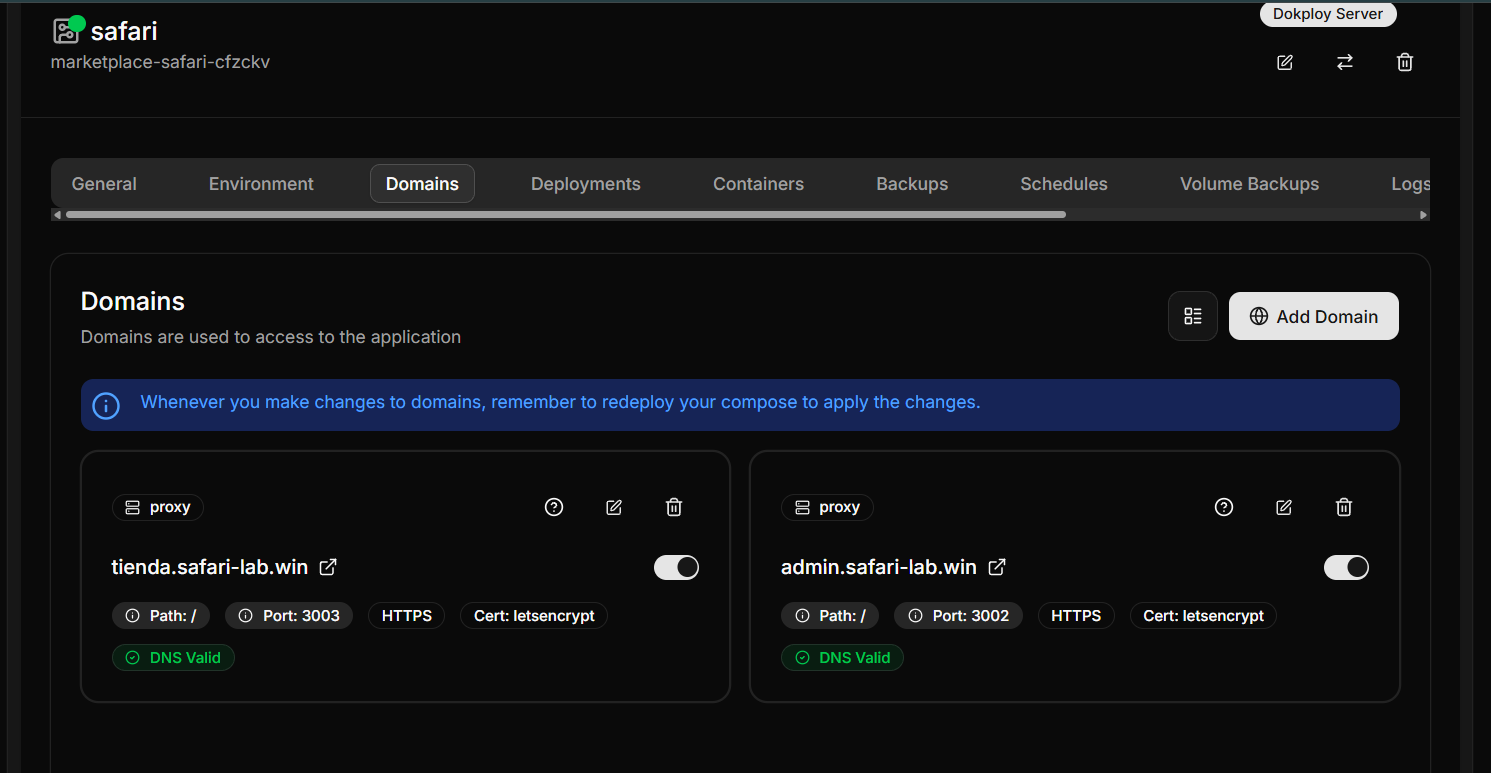 safari
Dokploy Server
marketplace-safari-cfzckv
General Environment Domains Deployments Containers Backups Schedules Volume Backups Logs
Domains
Domains are used to access to the application
Add Domain
Whenever you make changes to domains, remember to redeploy your compose to apply the changes.
proxy
tienda.safari-lab.win
Path: / Port: 3003 HTTPS Cert: letsencrypt
DNS Valid
proxy
admin.safari-lab.win
Path: / Port: 3002 HTTPS Cert: letsencrypt
DNS Valid